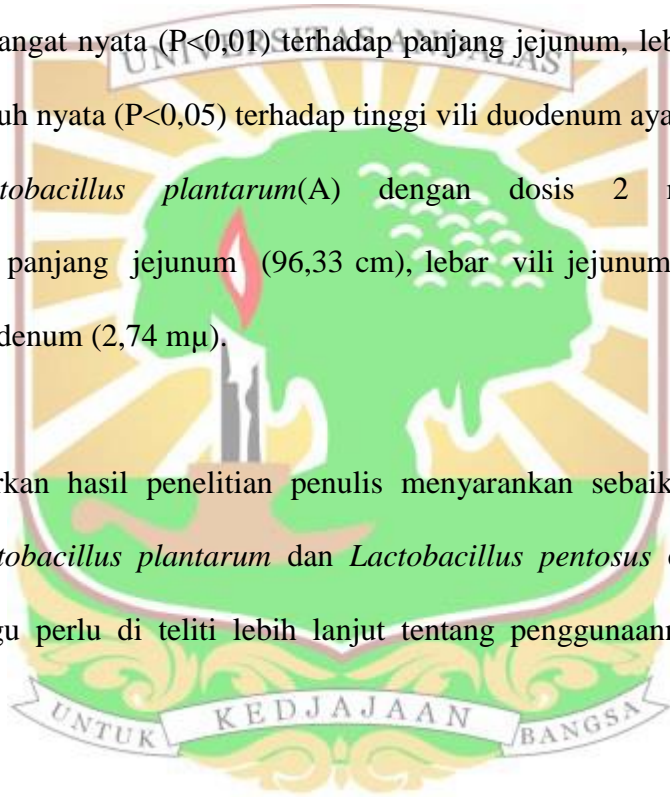 angat nyata (P<0,01) terhadap panjang jejunum, leb
UNIVERSITAS ANDALAS
uh nyata (P<0,05) terhadap tinggi vili duodenum aya
tobacillus plantarum(A) dengan dosis 2
panjang jejunum (96,33 cm), lebar vili jejunum
denum (2,74 mμ).
rkan hasil penelitian penulis menyarankan sebaik
tobacillus plantarum dan Lactobacillus pentosus
gu perlu di teliti lebih lanjut tentang penggunaann
UNTUK KEDJAJAAN BANGSA